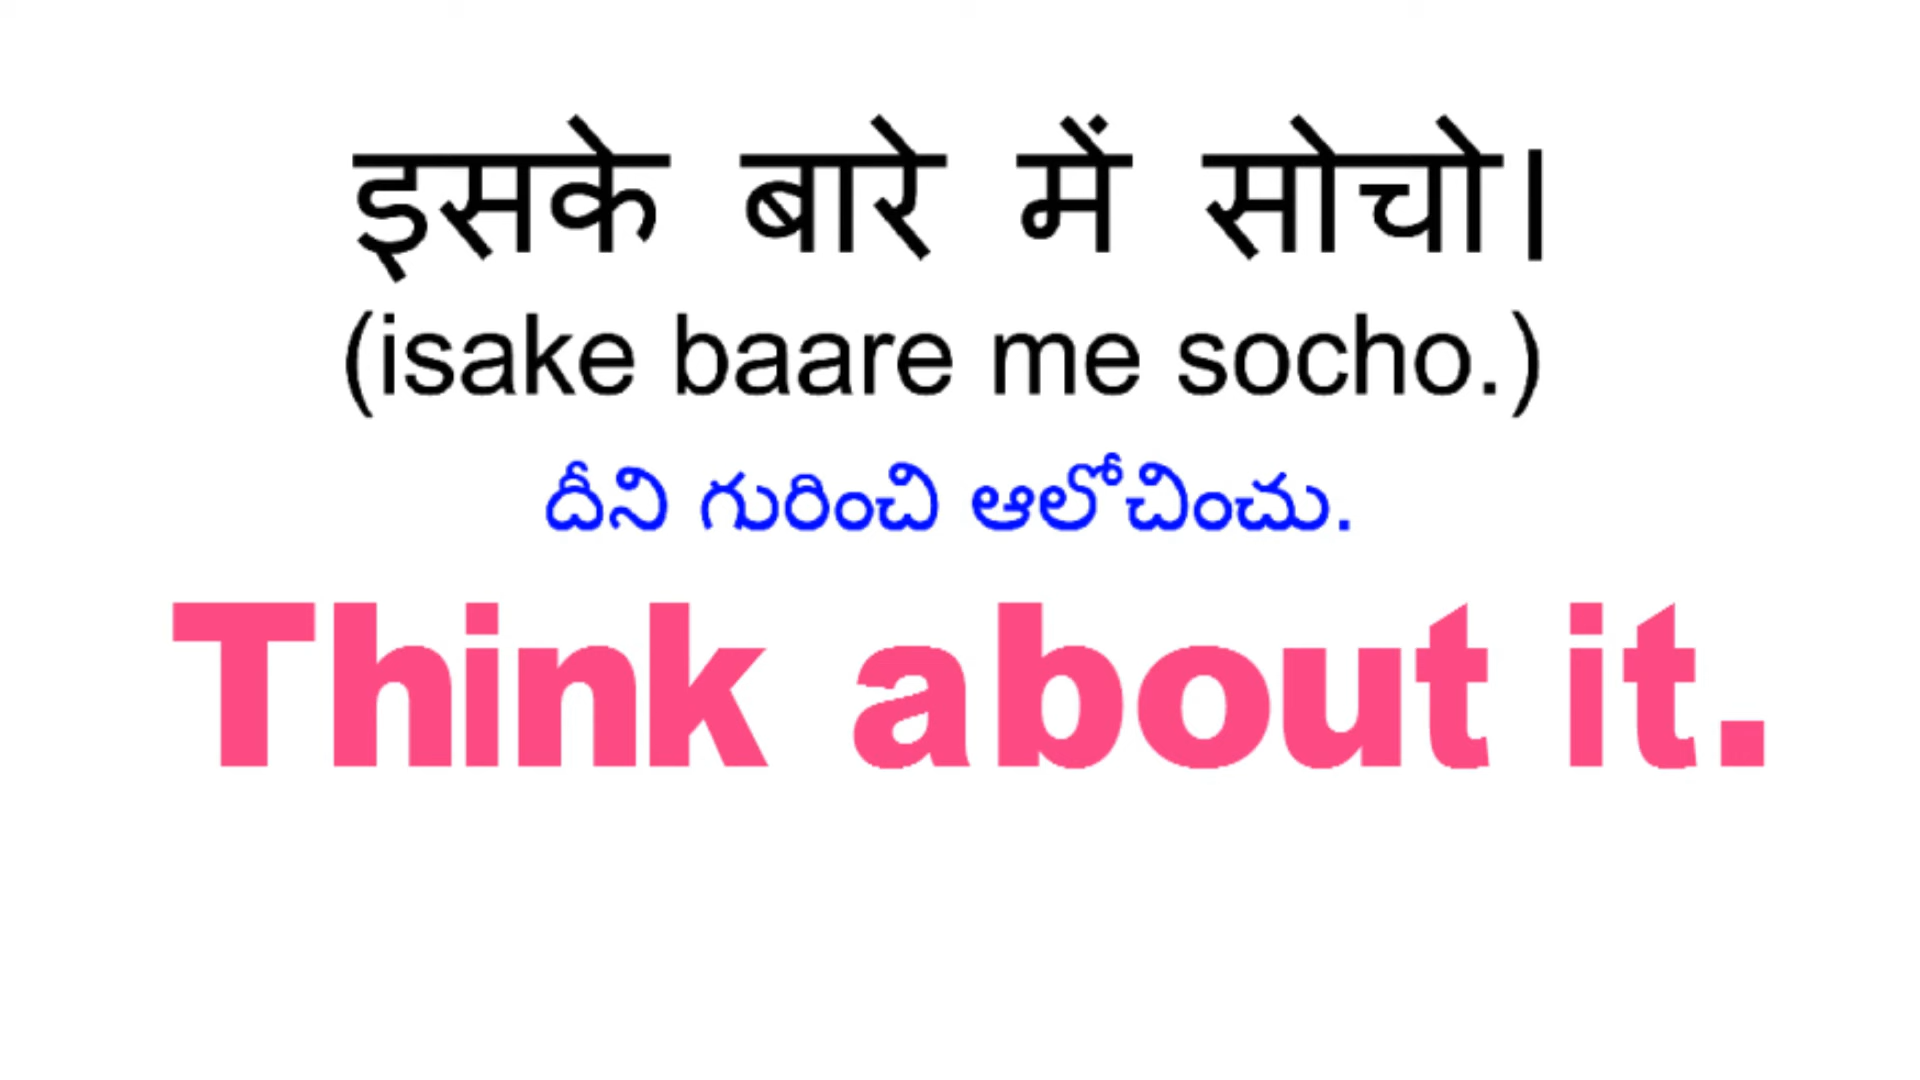 इसके बारे में सोचो।
(isake baare me socho.)
దీని గురించి ఆలోచించు.
Think about it.